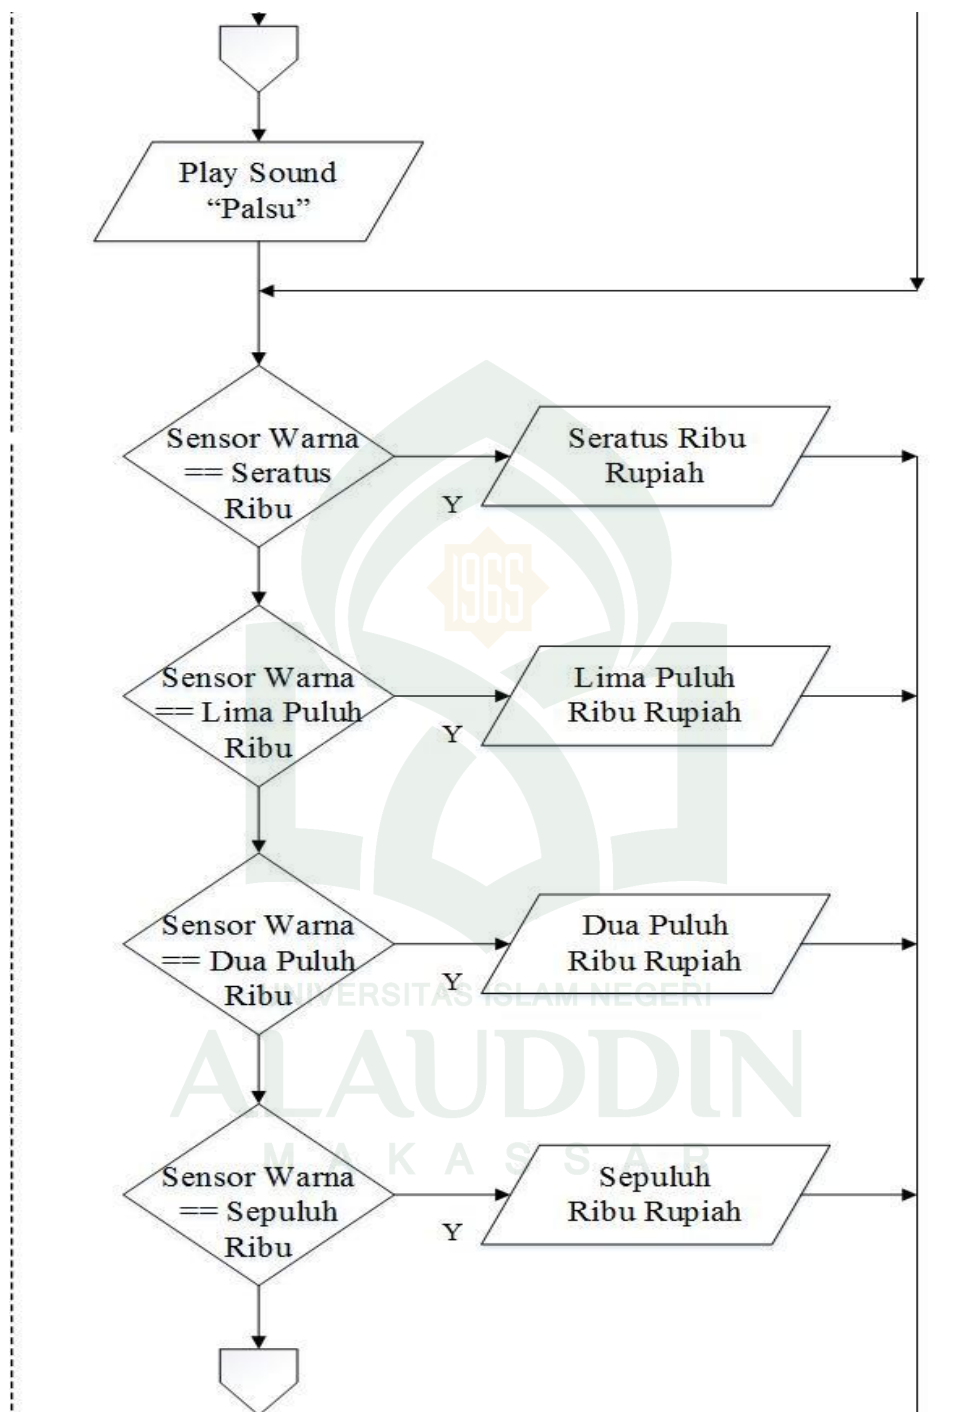 Play Sound
“Palsu”
Sensor Warna
== Seratus
Ribu
Y
Seratus Ribu
Rupiah
1965
Sensor Warna
== Lima Puluh
Ribu
Y
Lima Puluh
Ribu Rupiah
Sensor Warna
== Dua Puluh
Ribu
Y
Dua Puluh
Ribu Rupiah
UNIVERSITAS ISLAM NEGERI
ALAUDDIN
MAKASSAR
Sensor Warna
== Sepuluh
Ribu
Y
Sepuluh
Ribu Rupiah